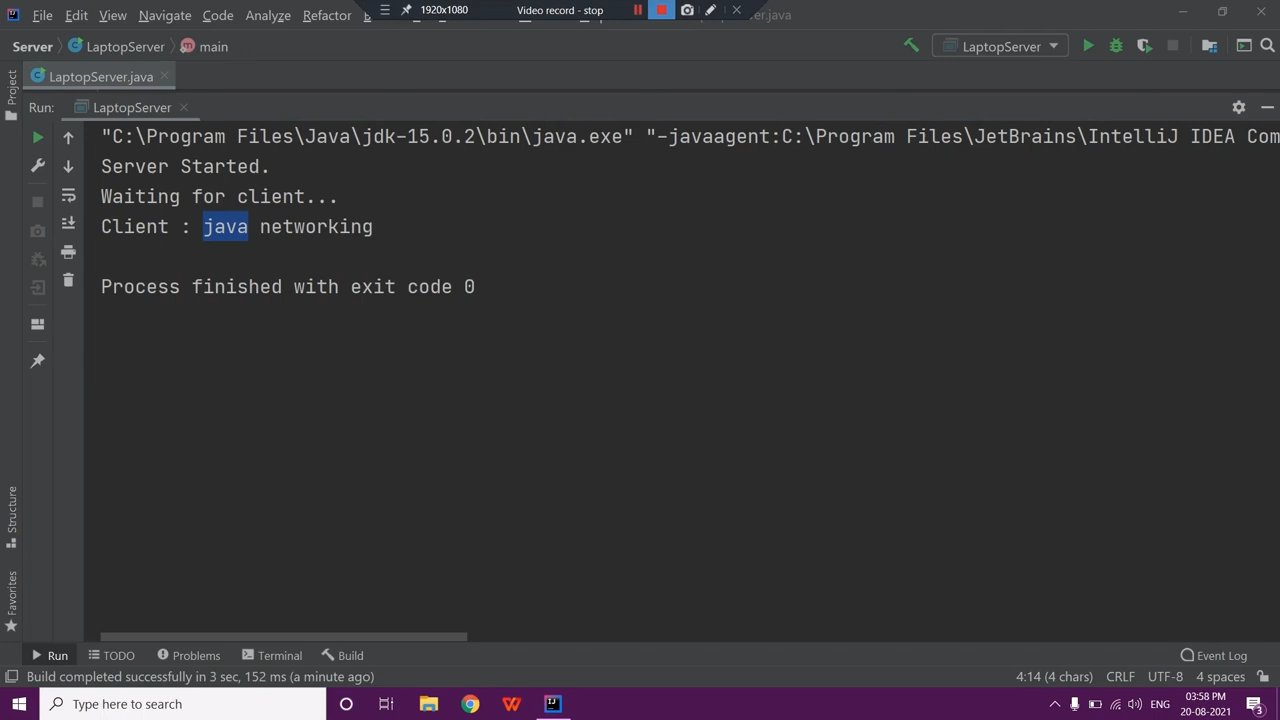 File Edit View Navigate Code Analyze Refactor 1920x1080 Video record - stop
Server LaptopServer main LaptopServer
LaptopServer.java
Run: LaptopServer
"C:\Program Files\Java\jdk-15.0.2\bin\java.exe" "-javaagent:C:\Program Files\JetBrains\IntelliJ IDEA Com
Server Started.
Waiting for client...
Client : java networking
Process finished with exit code 0
Project
Structure
Favorites
Run TODO Problems Terminal Build Event Log
Build completed successfully in 3 sec, 152 ms (a minute ago) 4:14 (4 chars) CRLF UTF-8 4 spaces
Type here to search ENG 03:58 PM
20-08-2021 3